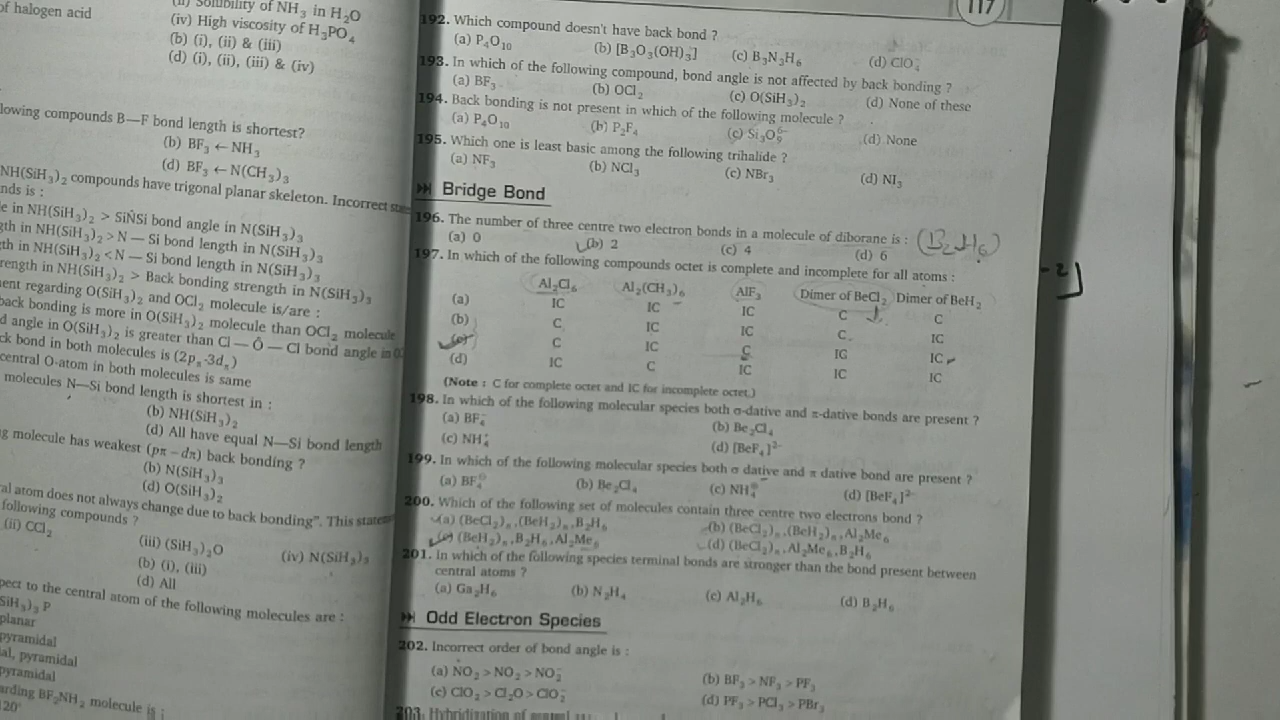 of halogen acid
(ii) Solubility of NH₃ in H₂O
(iv) High viscosity of H₃PO₄
(b) (i), (ii) & (iii)
(d) (i), (ii), (iii) & (iv)
lowing compounds B—F bond length is shortest?
(b) BF₃ ← NH₃
(d) BF₃ ← N(CH₃)₃
NH(SiH₃)₂ compounds have trigonal planar skeleton. Incorrect
nds is :
e in NH(SiH₃)₂ > SiN̈Si bond angle in N(SiH₃)₃
gth in NH(SiH₃)₂ > N — Si bond length in N(SiH₃)₃
th in NH(SiH₃)₂ < N — Si bond length in N(SiH₃)₃
rength in NH(SiH₃)₂ > Back bonding strength in N(SiH₃)₃
ent regarding O(SiH₃)₂ and OCl₂ molecule is/are :
back bonding is more in O(SiH₃)₂ molecule than OCl₂ molecule
d angle in O(SiH₃)₂ is greater than Cl — Ö — Cl bond angle in
ck bond in both molecules is (2pπ-3dπ)
central O-atom in both molecules is same
molecules N—Si bond length is shortest in :
(b) NH(SiH₃)₂
(d) All have equal N—Si bond length
g molecule has weakest (pπ – dπ) back bonding ?
(b) N(SiH₃)₃
(d) O(SiH₃)₂
al atom does not always change due to back bonding". This
following compounds ?
(ii) CCl₂
(iii) (SiH₃)₂O
(iv) N(SiH₃)₃
(b) (i), (iii)
(d) All
pect to the central atom of the following molecules are :
SiH₃)₃ P
planar
pyramidal
al, pyramidal
pyramidal
arding BF₂NH₂ molecule is :
120°
117
192. Which compound doesn't have back bond ?
(a) P₄O₁₀ (b) [B₃O₃(OH)₃] (c) B₃N₃H₆ (d) ClO₄⁻
193. In which of the following compound, bond angle is not affected by back bonding ?
(a) BF₃ (b) OCl₂ (c) O(SiH₃)₂ (d) None of these
194. Back bonding is not present in which of the following molecule ?
(a) P₄O₁₀ (b) P₂F₄ (c) Si₃O₉⁶⁻ (d) None
195. Which one is least basic among the following trihalide ?
(a) NF₃ (b) NCl₃ (c) NBr₃ (d) NI₃
Bridge Bond
196. The number of three centre two electron bonds in a molecule of diborane is : (B₂H₆)
(a) 0 (b) 2 (c) 4 (d) 6
197. In which of the following compounds octet is complete and incomplete for all atoms :
Al₂Cl₆ Al₂(CH₃)₆ AlF₃ Dimer of BeCl₂ Dimer of BeH₂
(a) IC IC IC C C
(b) C IC IC C IC
(c) C IC C IC IC
(d) IC C IC IC IC
(Note : C for complete octet and IC for incomplete octet.)
198. In which of the following molecular species both σ-dative and π-dative bonds are present ?
(a) BF₄⁻ (b) Be₂Cl₄
(c) NH₄⁺ (d) [BeF₄]²⁻
199. In which of the following molecular species both σ dative and π dative bond are present ?
(a) BF₄⊖ (b) Be₂Cl₄ (c) NH₄⊕ (d) [BeF₄]²⁻
200. Which of the following set of molecules contain three centre two electrons bond ?
(a) (BeCl₂)ₙ, (BeH₂)ₙ, B₂H₆ (b) (BeCl₂)ₙ, (BeH₂)ₙ, Al₂Me₆
(c) (BeH₂)ₙ, B₂H₆, Al₂Me₆ (d) (BeCl₂)ₙ, Al₂Me₆, B₂H₆
201. In which of the following species terminal bonds are stronger than the bond present between
central atoms ?
(a) Ga₂H₆ (b) N₂H₄ (c) Al₂H₆ (d) B₂H₆
Odd Electron Species
202. Incorrect order of bond angle is :
(a) NO₂⁺ > NO₂ > NO₂⁻ (b) BF₃ > NF₃ > PF₃
(c) ClO₂ > Cl₂O > ClO₂⁻ (d) PF₃ > PCl₃ > PBr₃
203. Hybridization of